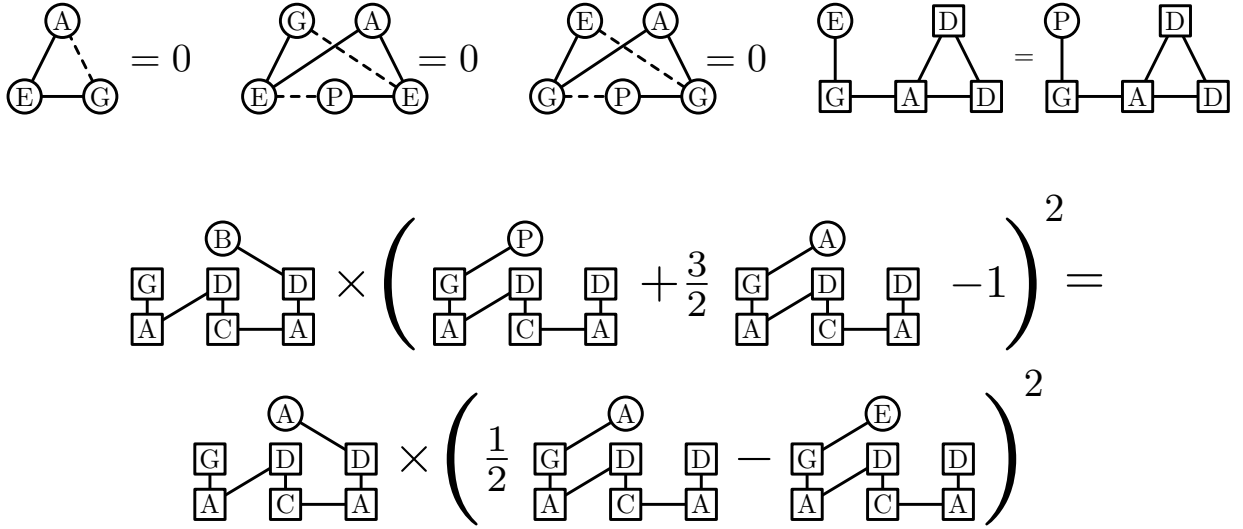 A E G = 0 G A E P E = 0 E A G P G = 0 E D G A D = P D G A D
B G D D A C A × ( P G D D A C A + 3/2 A G D D A C A − 1 )² =
A G D D A C A × ( 1/2 A G D D A C A − E G D D A C A )²